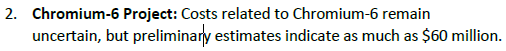 2. Chromium-6 Project: Costs related to Chromium-6 remain
uncertain, but preliminary estimates indicate as much as $60 million.